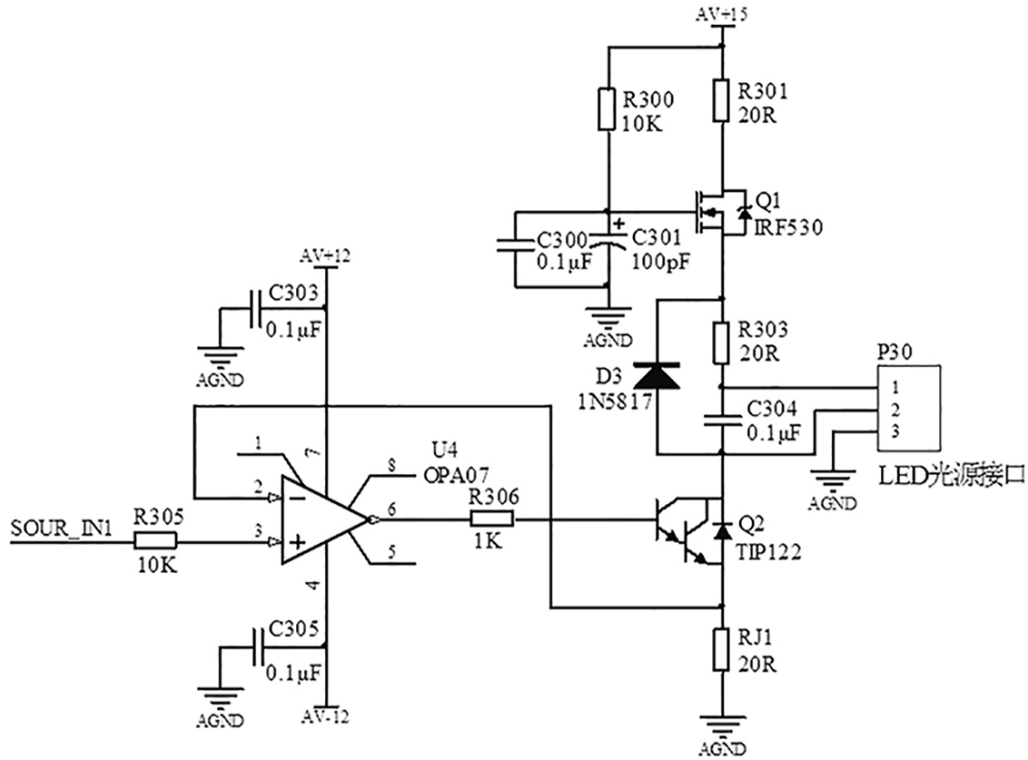 AV+15
R301
20R
R300
10K
Q1
IRF530
+
C300
0.1μF
C301
100pF
AGND
AV+12
C303
0.1μF
AGND
R303
20R
D3
1N5817
C304
0.1μF
P30
1
2
3
AGND
LED光源接口
1
7
U4
8
OPA07
2
−
6
R306
1K
SOUR_IN1
R305
10K
3
+
5
4
Q2
TIP122
C305
0.1μF
AGND
AV-12
RJ1
20R
AGND